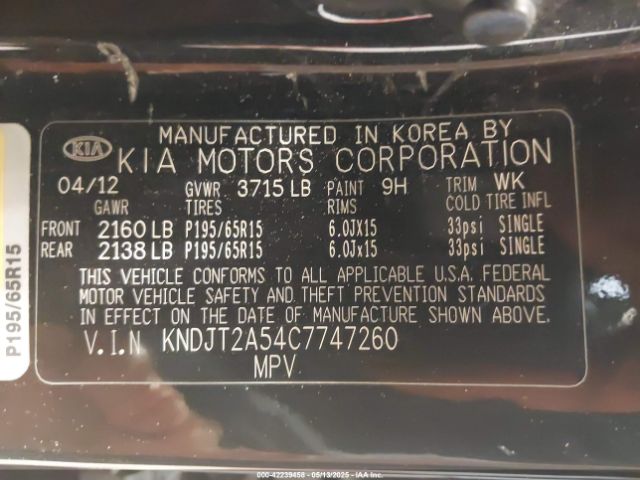 KIA
MANUFACTURED IN KOREA BY
KIA MOTORS CORPORATION
04/12 GVWR 3715 LB PAINT 9H TRIM WK
GAWR TIRES RIMS COLD TIRE INFL
FRONT 2160 LB P195/65R15 6.0JX15 33psi SINGLE
REAR 2138 LB P195/65R15 6.0Jx15 33psi SINGLE
THIS VEHICLE CONFORMS TO ALL APPLICABLE U.S.A. FEDERAL
MOTOR VEHICLE SAFETY AND THEFT PREVENTION STANDARDS
IN EFFECT ON THE DATE OF MANUFACTURE SHOWN ABOVE.
V.I.N KNDJT2A54C7747260
MPV
P195/65R15
000 - 42239458 - 05/13/2025 - IAA Inc.